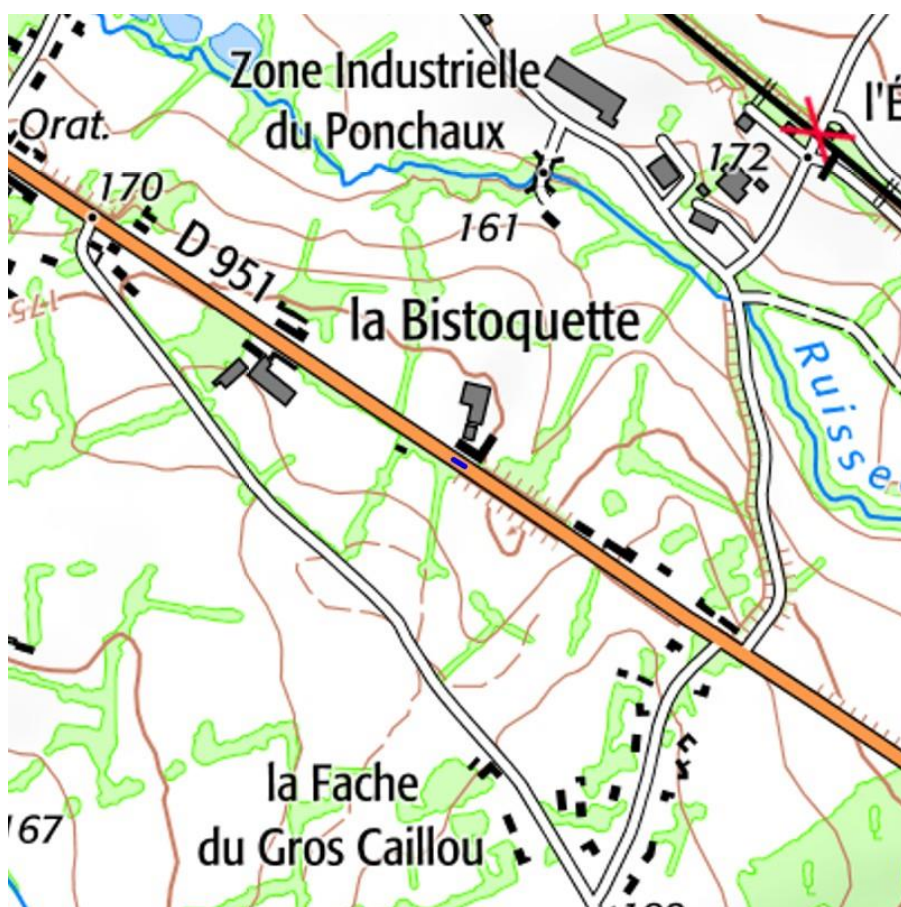 Zone Industrielle
du Ponchaux
l'É
Orat.
172
170
161
D 951
175
la Bistoquette
Ruisse
la Fache
du Gros Caillou
167